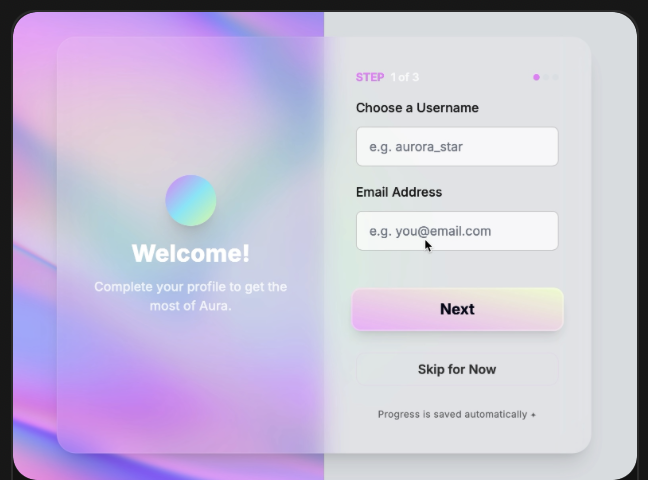 STEP 1 of 3
Choose a Username
e.g. aurora_star
Email Address
e.g. you@email.com
Welcome!
Complete your profile to get the
most of Aura.
Next
Skip for Now
Progress is saved automatically ✦